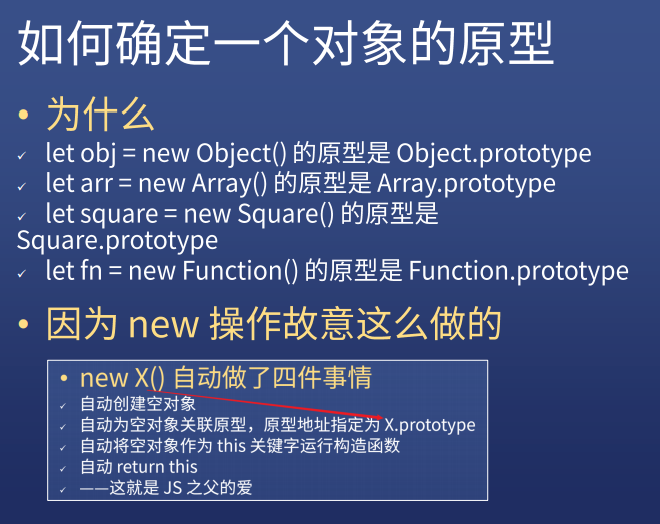 如何确定一个对象的原型
• 为什么
✓ let obj = new Object() 的原型是 Object.prototype
✓ let arr = new Array() 的原型是 Array.prototype
✓ let square = new Square() 的原型是
Square.prototype
✓ let fn = new Function() 的原型是 Function.prototype
• 因为 new 操作故意这么做的
• new X() 自动做了四件事情
✓ 自动创建空对象
✓ 自动为空对象关联原型，原型地址指定为 X.prototype
✓ 自动将空对象作为 this 关键字运行构造函数
✓ 自动 return this
✓ ——这就是 JS 之父的爱